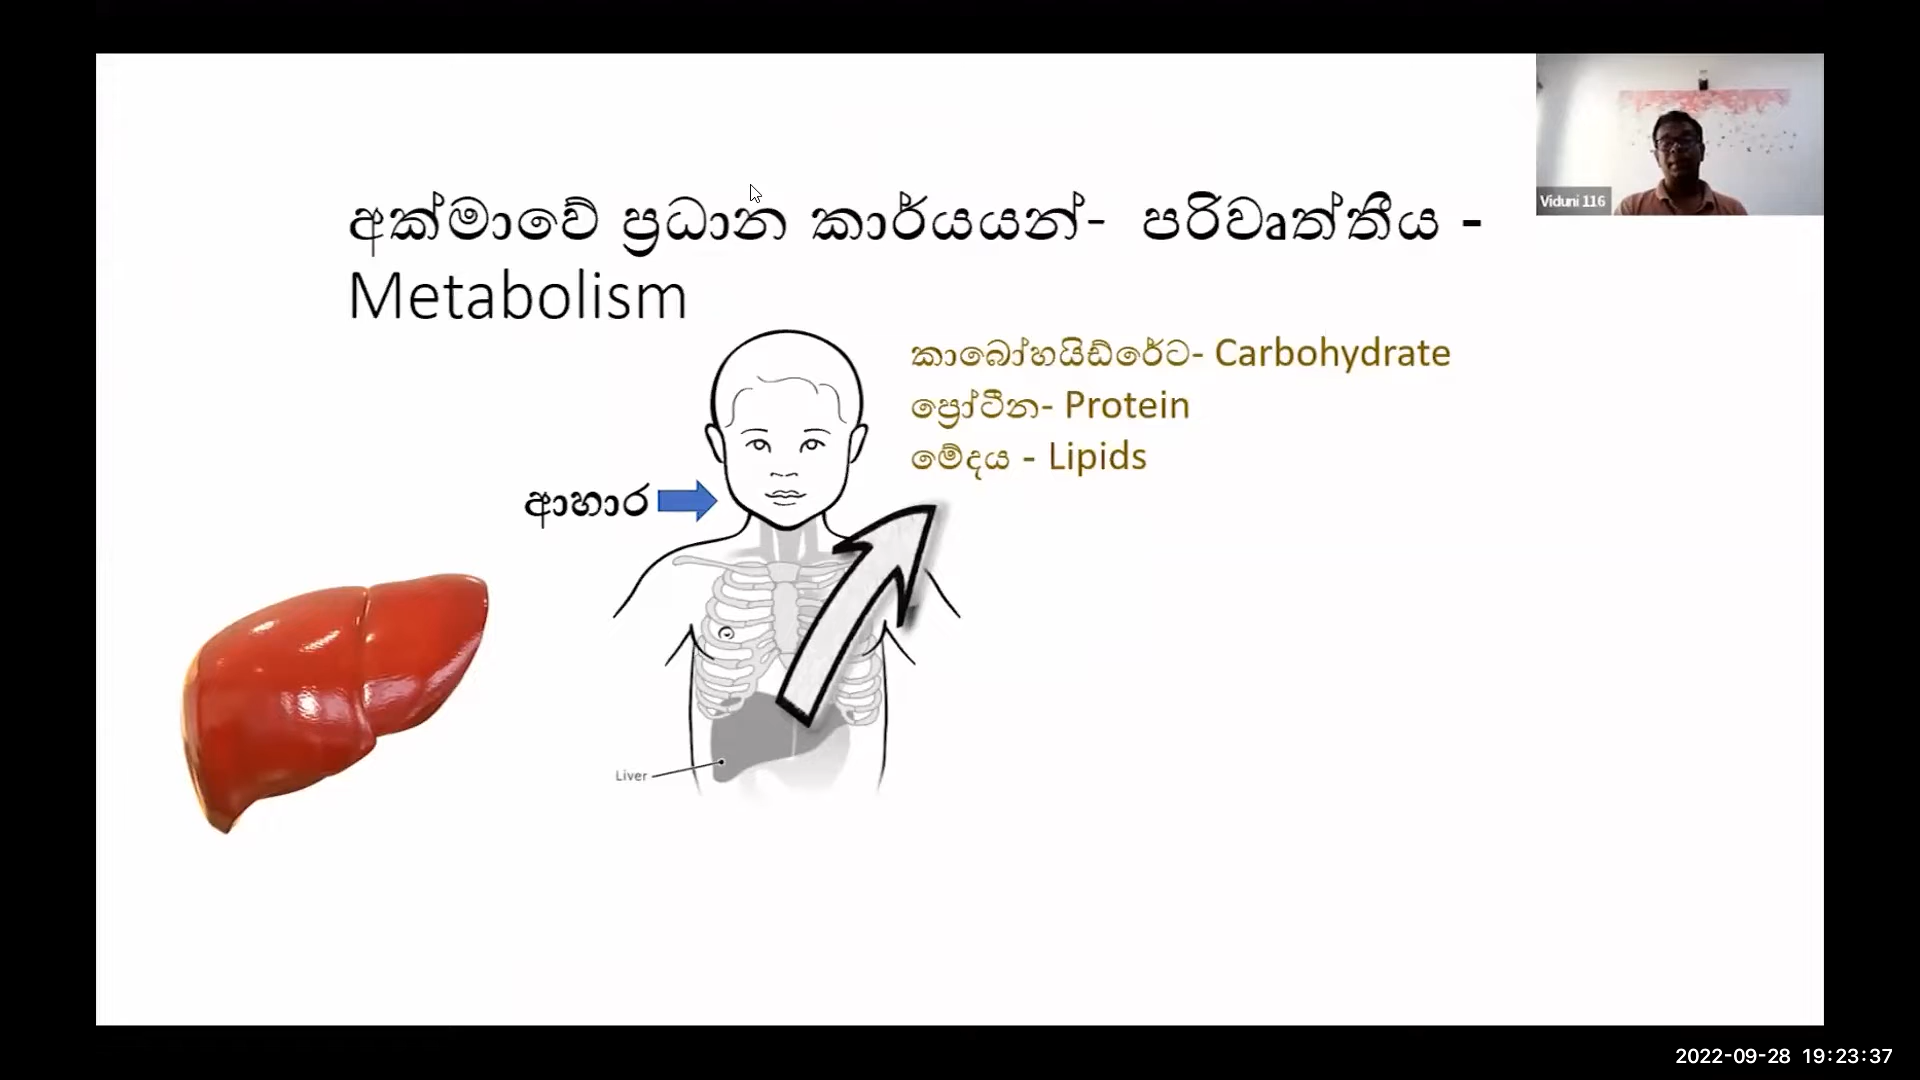 අක්මාවේ ප්‍රධාන කාර්යයන්-  පරිවෘත්තීය -
Metabolism
කාබෝහයිඩ්රේට- Carbohydrate
ප්‍රෝටීන- Protein
මේදය - Lipids
ආහාර
Liver
Viduni 116
2022-09-28 19:23:37